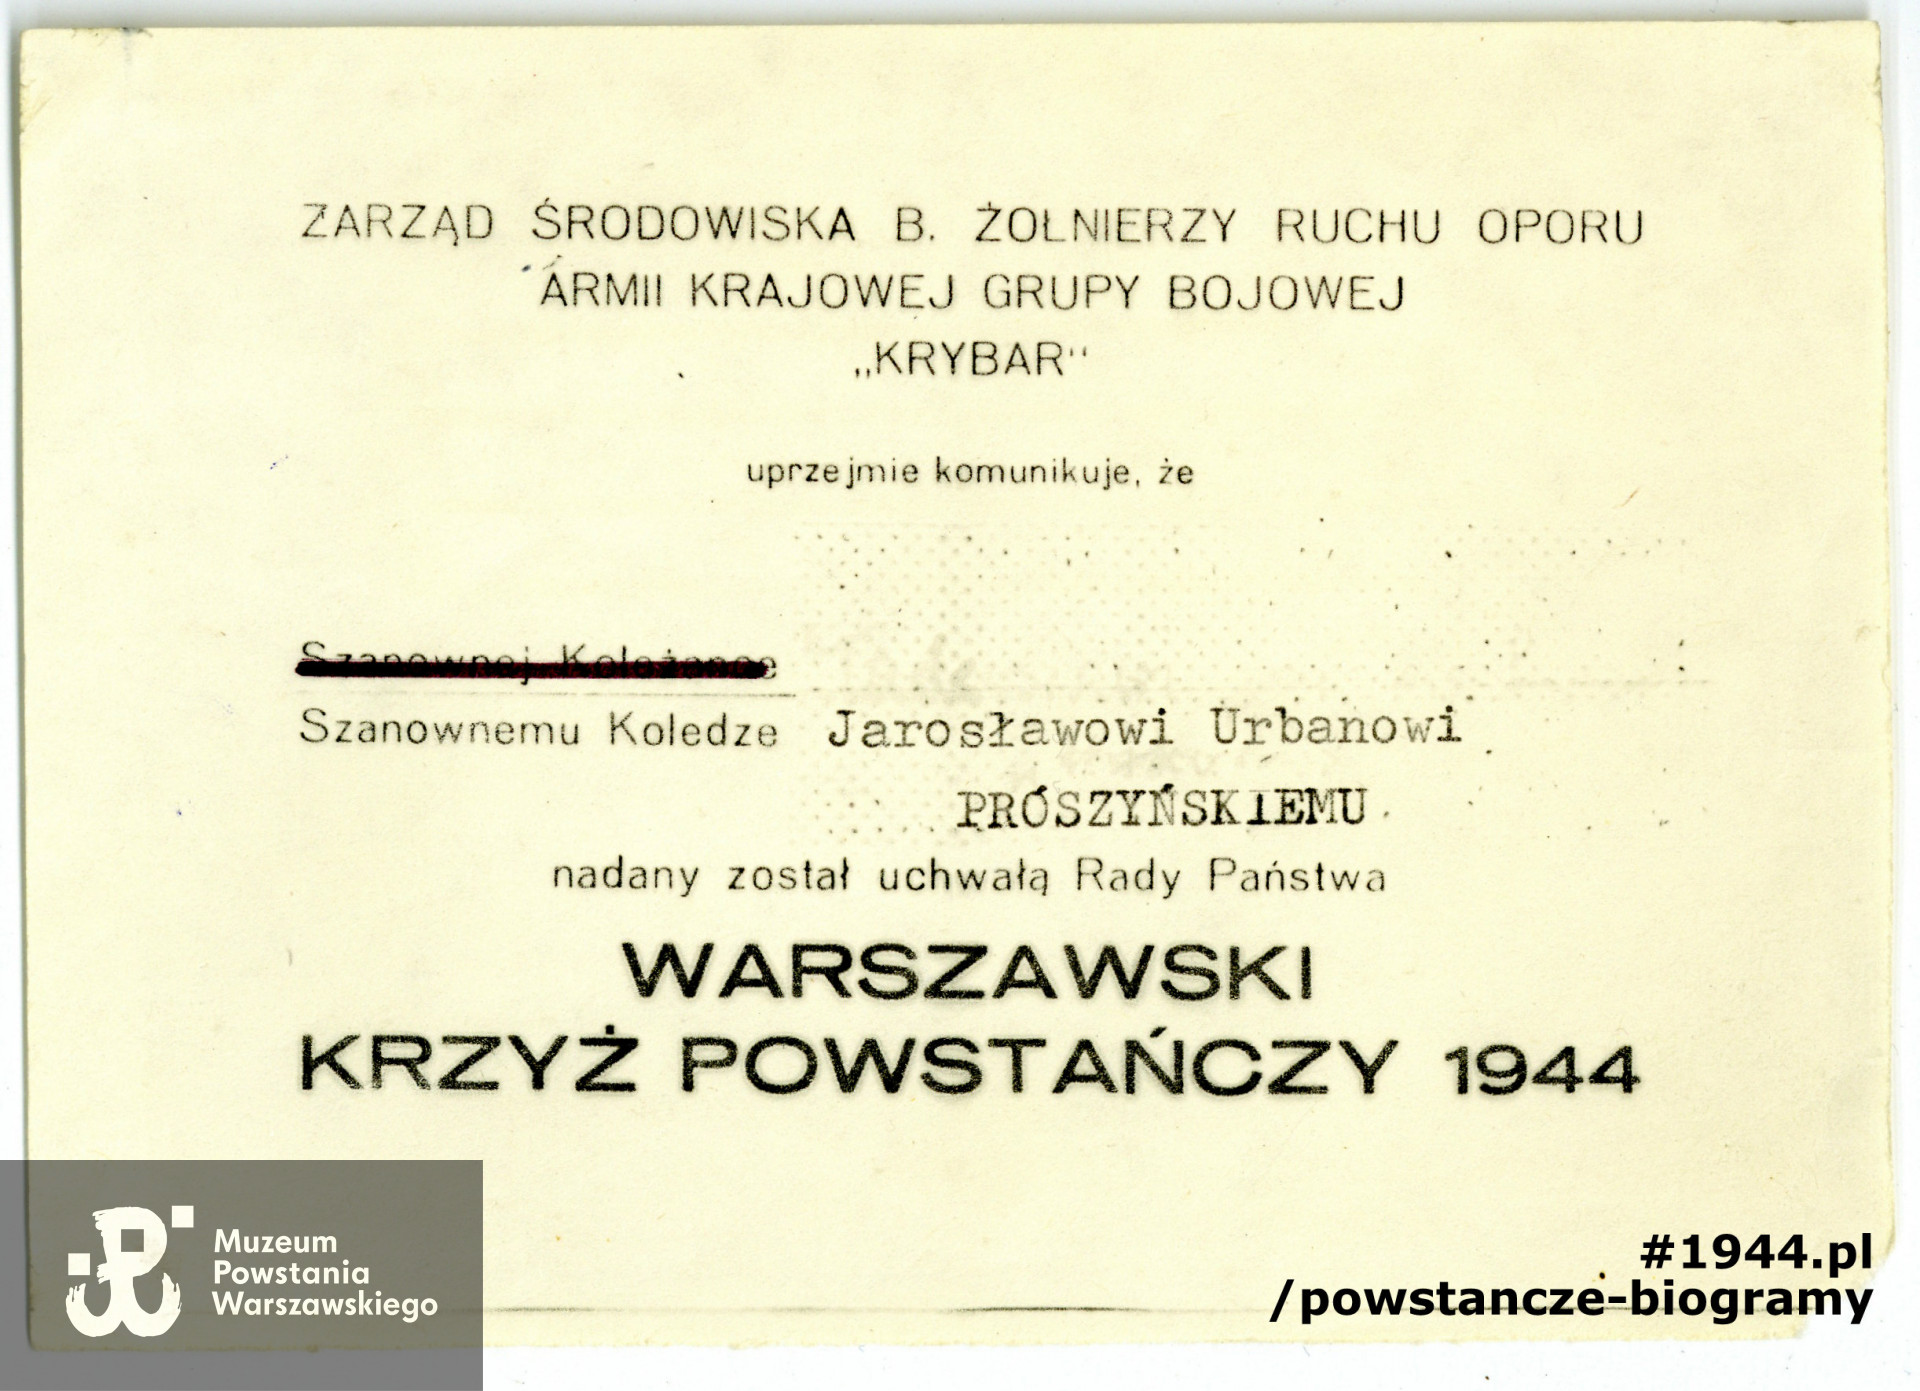 ZARZĄD ŚRODOWISKA B. ŻOŁNIERZY RUCHU OPORU
ARMII KRAJOWEJ GRUPY BOJOWEJ
„KRYBAR"
uprzejmie komunikuje, że
Szanownej Koleżance
Szanownemu Koledze Jarosławowi Urbanowi
PRÓSZYŃSKIEMU
nadany został uchwałą Rady Państwa
WARSZAWSKI
KRZYŻ POWSTAŃCZY 1944
Muzeum
Powstania
Warszawskiego
#1944.pl
/powstancze-biogramy